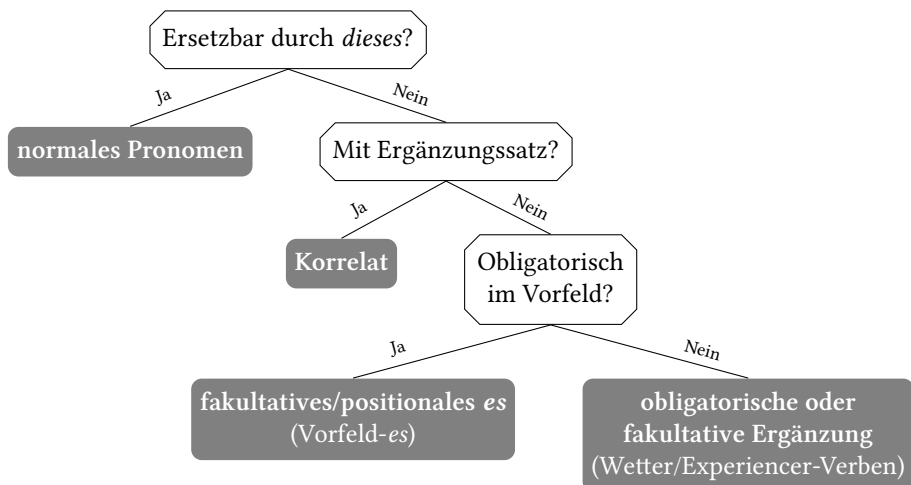 Ersetzbar durch dieses?
Ja
Nein
normales Pronomen
Mit Ergänzungssatz?
Ja
Nein
Korrelat
Obligatorisch
im Vorfeld?
Ja
Nein
fakultatives/positionales es
(Vorfeld-es)
obligatorische oder
fakultative Ergänzung
(Wetter/Experiencer-Verben)